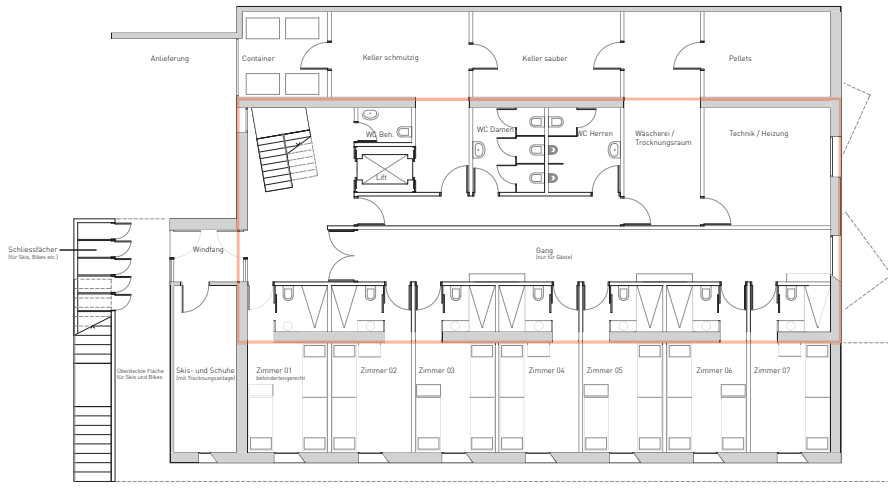 Anlieferung
Container
Keller schmutzig
Keller sauber
Pellets
WC Beh.
WC Damen
WC Herren
Wäscherei /
Trocknungsraum
Technik / Heizung
Lift
Schliessfächer
(für Skis, Bikes etc.)
Windfang
Gang
(nur für Gäste)
Überdeckte Fläche
für Skis und Bikes
Skis- und Schuhe
(mit Trocknungsanlage)
Zimmer 01
behindertengerecht
Zimmer 02
Zimmer 03
Zimmer 04
Zimmer 05
Zimmer 06
Zimmer 07